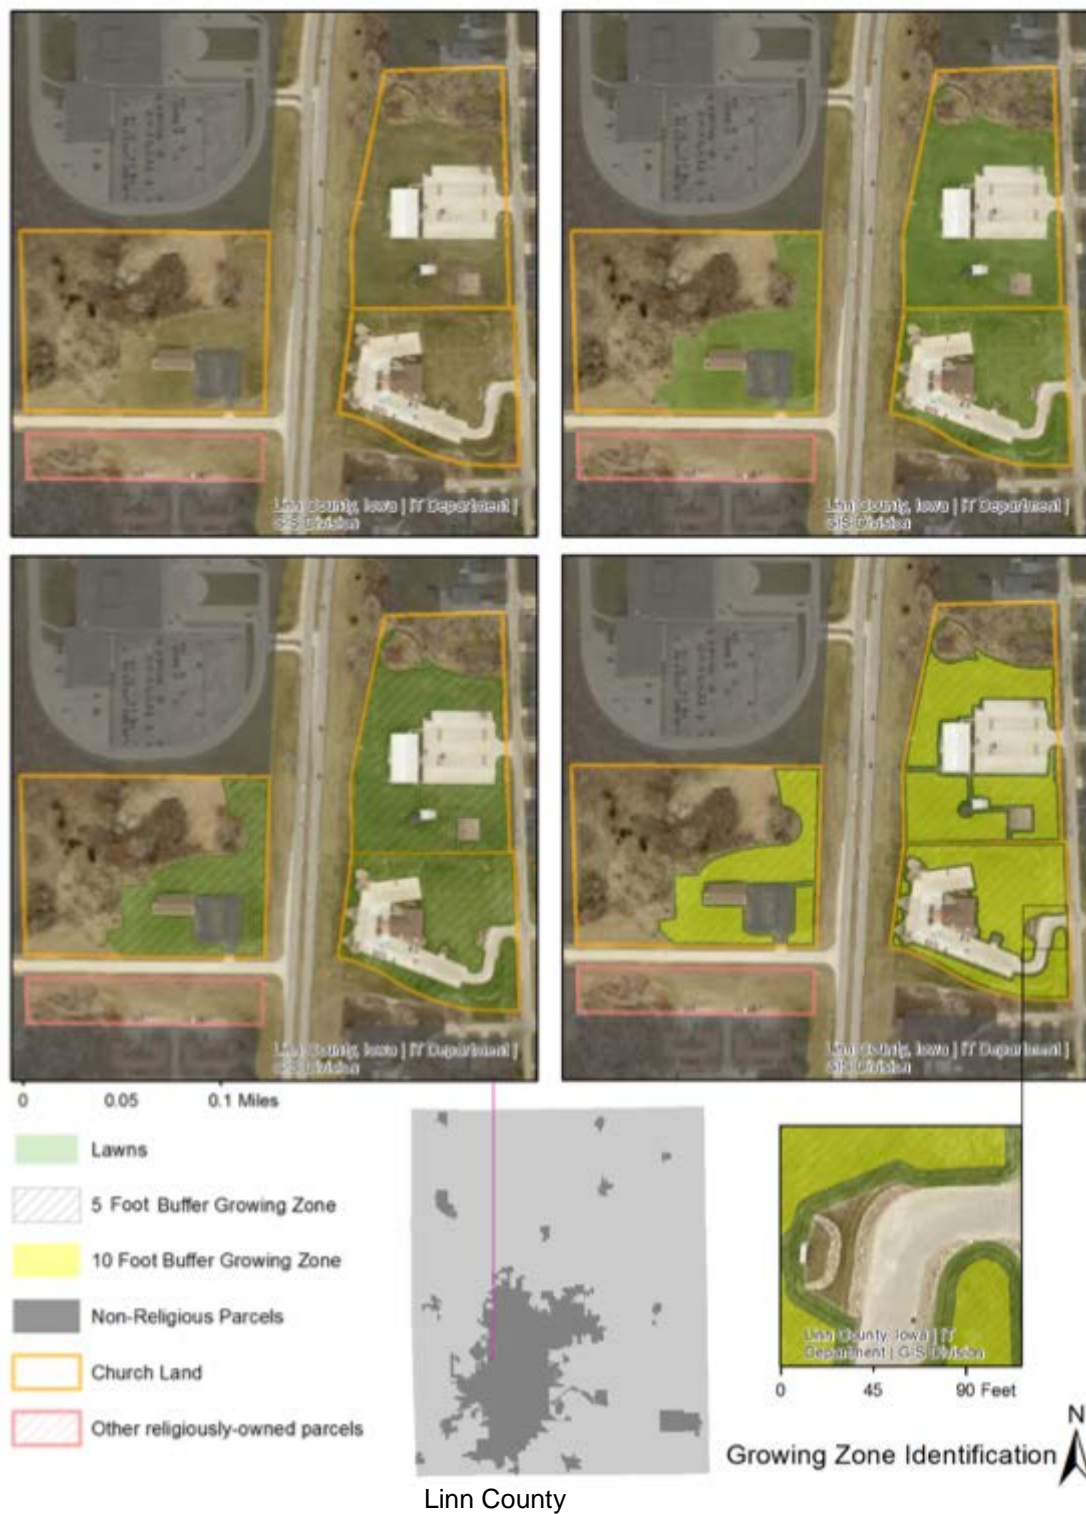 Linn County, Iowa | IT Department |
GIS Division
Linn County, Iowa | IT Department |
GIS Division
Linn County, Iowa | IT Department |
GIS Division
Linn County, Iowa | IT Department |
GIS Division
0 0.05 0.1 Miles
Lawns
5 Foot Buffer Growing Zone
10 Foot Buffer Growing Zone
Non-Religious Parcels
Church Land
Other religiously-owned parcels
Linn County
Linn County, Iowa | IT
Department | GIS Division
0 45 90 Feet
N
Growing Zone Identification